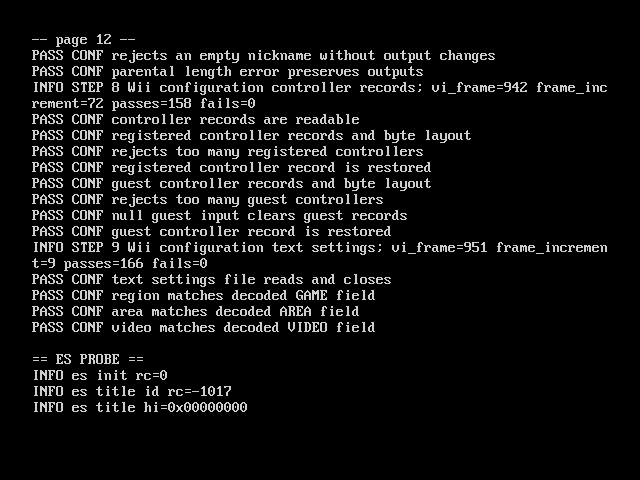 -- page 12 --
PASS CONF rejects an empty nickname without output changes
PASS CONF parental length error preserves outputs
INFO STEP 8 Wii configuration controller records; vi_frame=942 frame_inc
rement=72 passes=158 fails=0
PASS CONF controller records are readable
PASS CONF registered controller records and byte layout
PASS CONF rejects too many registered controllers
PASS CONF registered controller record is restored
PASS CONF guest controller records and byte layout
PASS CONF rejects too many guest controllers
PASS CONF null guest input clears guest records
PASS CONF guest controller record is restored
INFO STEP 9 Wii configuration text settings; vi_frame=951 frame_incremen
t=9 passes=166 fails=0
PASS CONF text settings file reads and closes
PASS CONF region matches decoded GAME field
PASS CONF area matches decoded AREA field
PASS CONF video matches decoded VIDEO field
== ES PROBE ==
INFO es init rc=0
INFO es title id rc=-1017
INFO es title hi=0x00000000